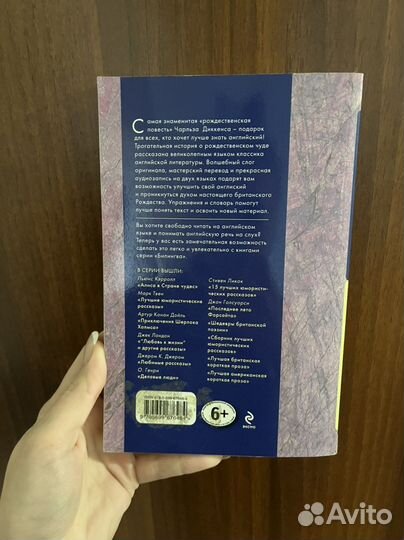 Самая знаменитая «рождественская
повесть» Чарльза Диккенса – подарок
для всех, кто хочет лучше знать английский!
Трогательная история о рождественском чуде
рассказана великолепным языком классика
английской литературы. Волшебный слог
оригинала, мастерский перевод и прекрасная
аудиозапись на двух языках подарят вам
возможность улучшить свой английский
и проникнуться духом настоящего британского
Рождества. Упражнения и словарь помогут
лучше понять текст и освоить новый материал.
Вы хотите свободно читать на английском
языке и понимать английскую речь на слух?
Теперь у вас есть замечательная возможность
сделать это легко и увлекательно с книгами
серии «Билингва».
В СЕРИИ ВЫШЛИ:
Льюис Кэрролл
«Алиса в Стране чудес»
Марк Твен
«Лучшие юмористические
рассказы»
Артур Конан Дойль
«Приключения Шерлока
Холмса»
Джек Лондон
«"Любовь к жизни"
и другие рассказы»
Джером К. Джером
«Любимые рассказы»
О. Генри
«Деловые люди»
Стивен Ликок
«15 лучших юмористи-
ческих рассказов»
Джон Голсуорси
«Последнее лето
Форсайта»
«Шедевры британской
поэзии»
«Сборник лучших
юмористических
рассказов»
«Лучшая британская
короткая проза»
«Лучшая американская
короткая проза»
6+
ЭКСМО
Avito